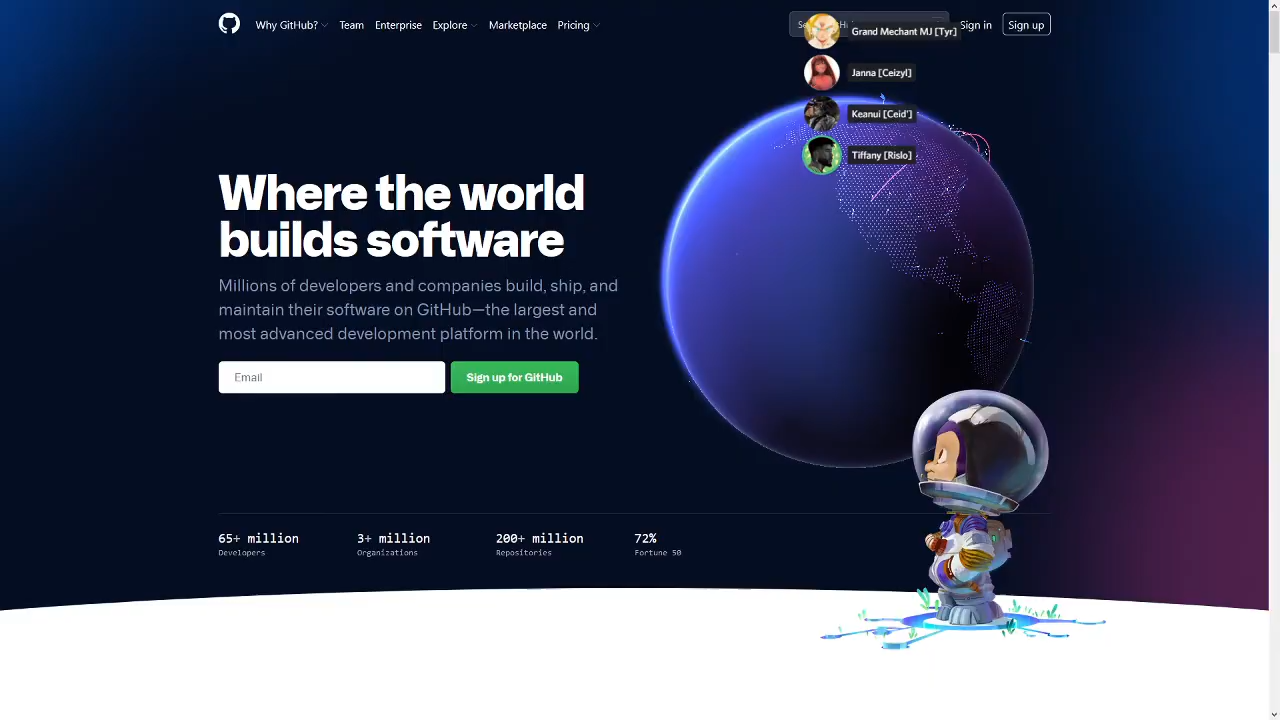 Why GitHub?
Team
Enterprise
Explore
Marketplace
Pricing
Sign in
Sign up
Grand Mechant MJ [Tyr]
Janna [Ceizyl]
Keanui [Ceid']
Tiffany [Rislo]
Where the world
builds software
Millions of developers and companies build, ship, and
maintain their software on GitHub—the largest and
most advanced development platform in the world.
Email
Sign up for GitHub
65+ million
Developers
3+ million
Organizations
200+ million
Repositories
72%
Fortune 50